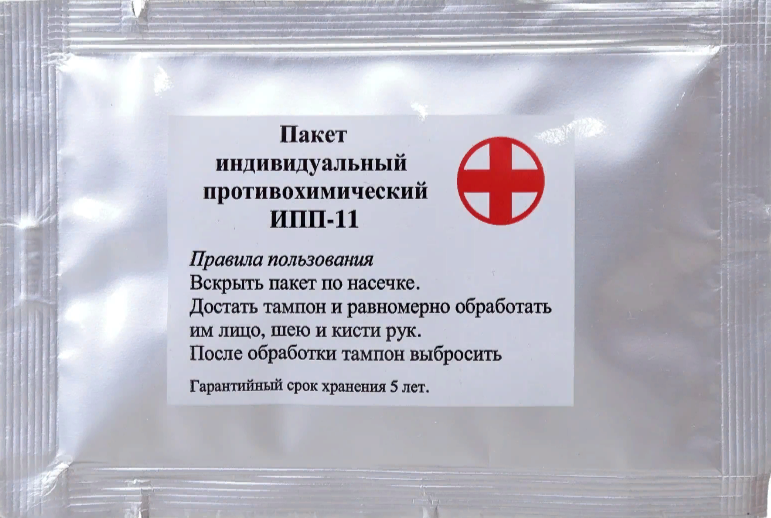 Пакет
индивидуальный
противохимический
ИПП-11
Правила пользования
Вскрыть пакет по насечке.
Достать тампон и равномерно обработать
им лицо, шею и кисти рук.
После обработки тампон выбросить
Гарантийный срок хранения 5 лет.